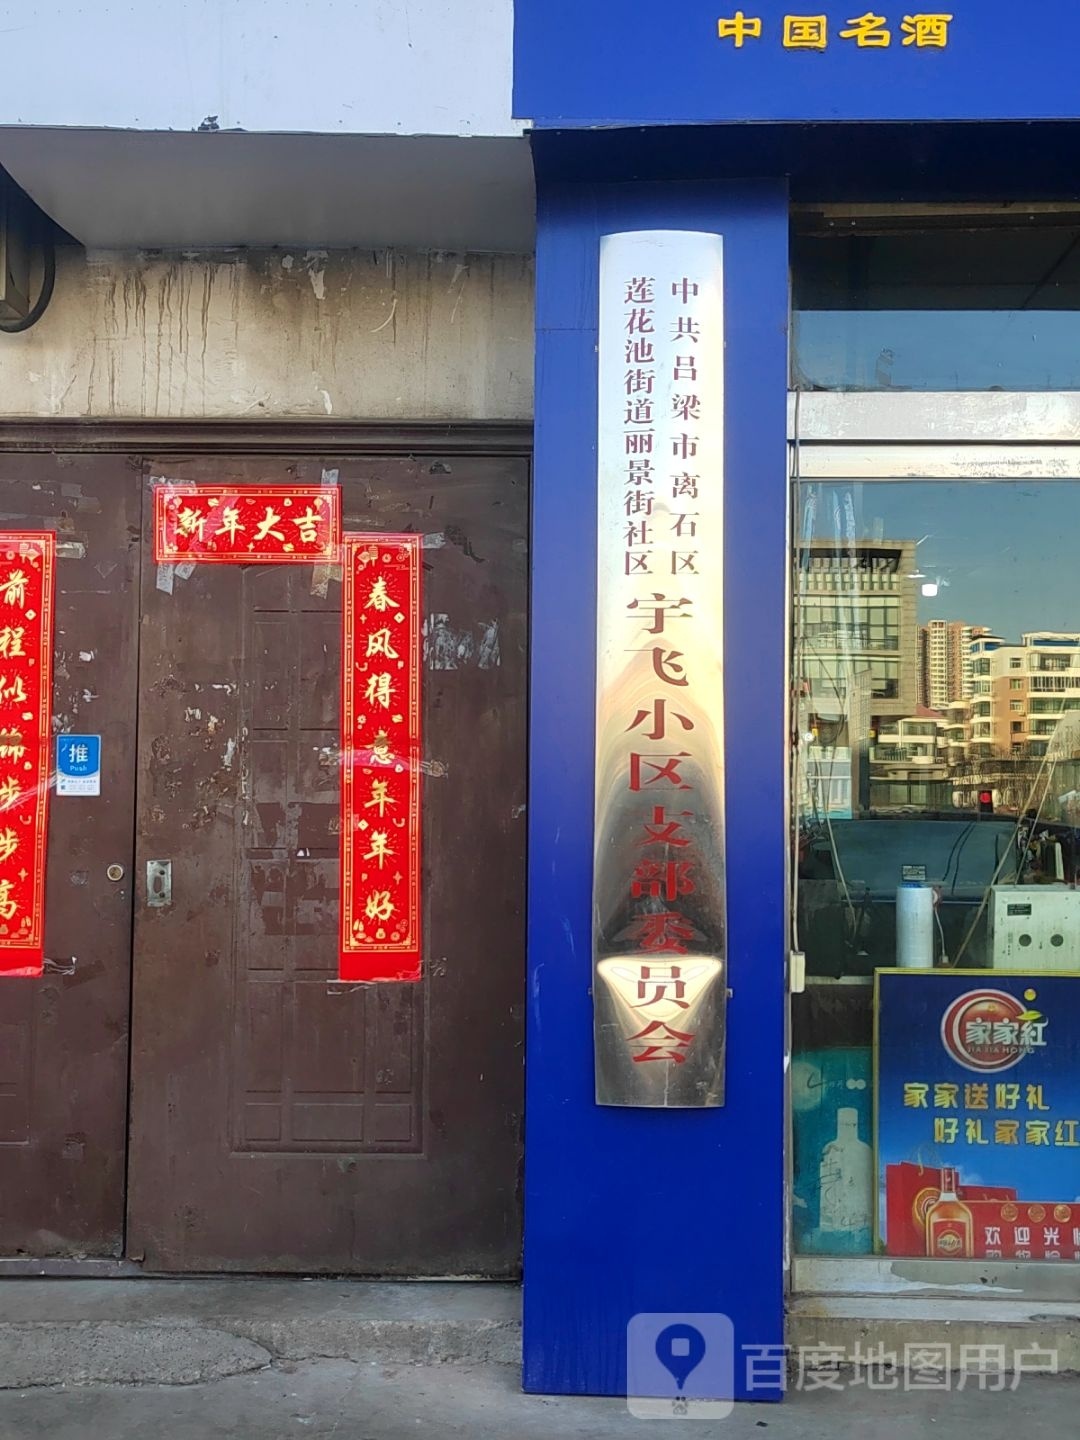 中国名酒
中共吕梁市离石区
莲花池街道丽景街社区
宇飞小区支部委员会
新年大吉
春风得意年年好
前程似锦步步高
推
Push
家家紅
JIA JIA HONG
家家送好礼
好礼家家红
欢迎光
百度地图用户